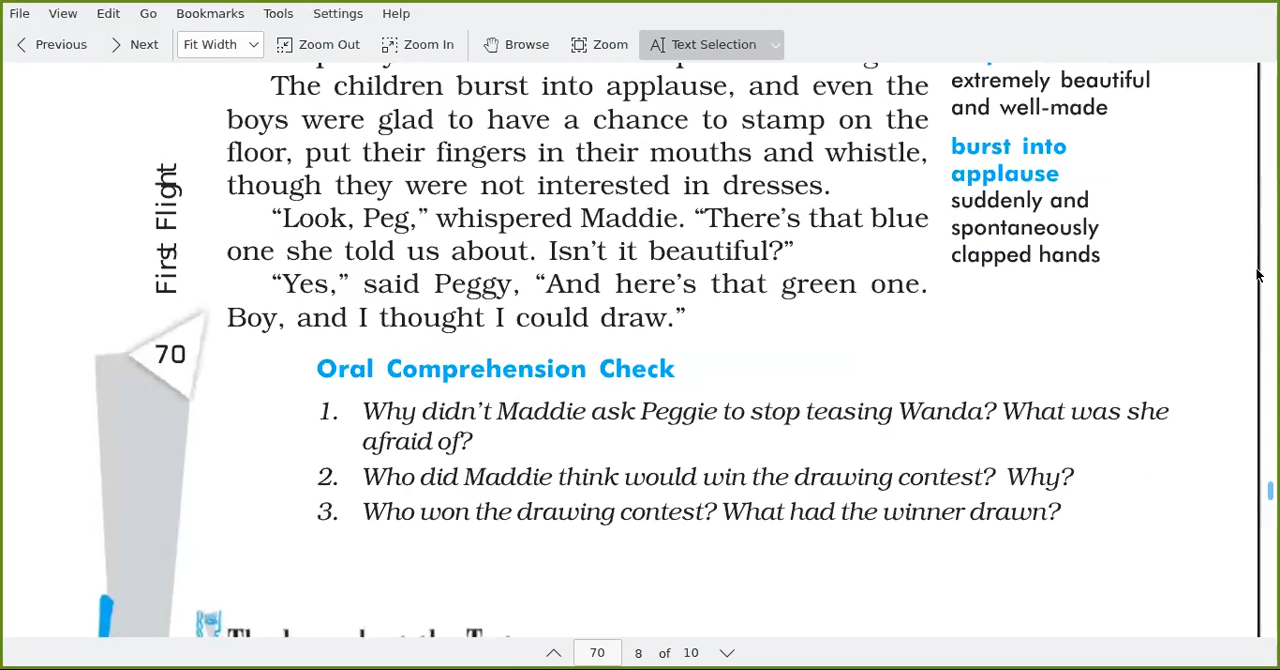 File View Edit Go Bookmarks Tools Settings Help
Previous Next Fit Width Zoom Out Zoom In Browse Zoom Text Selection
The children burst into applause, and even the
boys were glad to have a chance to stamp on the
floor, put their fingers in their mouths and whistle,
though they were not interested in dresses.
“Look, Peg,” whispered Maddie. “There’s that blue
one she told us about. Isn’t it beautiful?”
“Yes,” said Peggy, “And here’s that green one.
Boy, and I thought I could draw.”
extremely beautiful
and well-made
burst into
applause
suddenly and
spontaneously
clapped hands
First Flight
70
Oral Comprehension Check
1. Why didn’t Maddie ask Peggie to stop teasing Wanda? What was she
afraid of?
2. Who did Maddie think would win the drawing contest? Why?
3. Who won the drawing contest? What had the winner drawn?
70 8 of 10